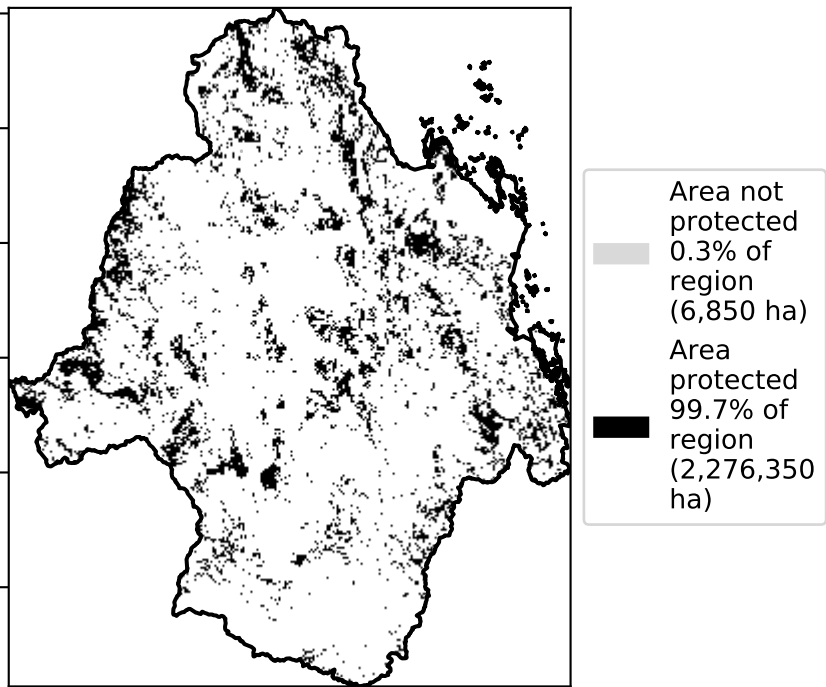 Area not
protected
0.3% of
region
(6,850 ha)
Area
protected
99.7% of
region
(2,276,350
ha)